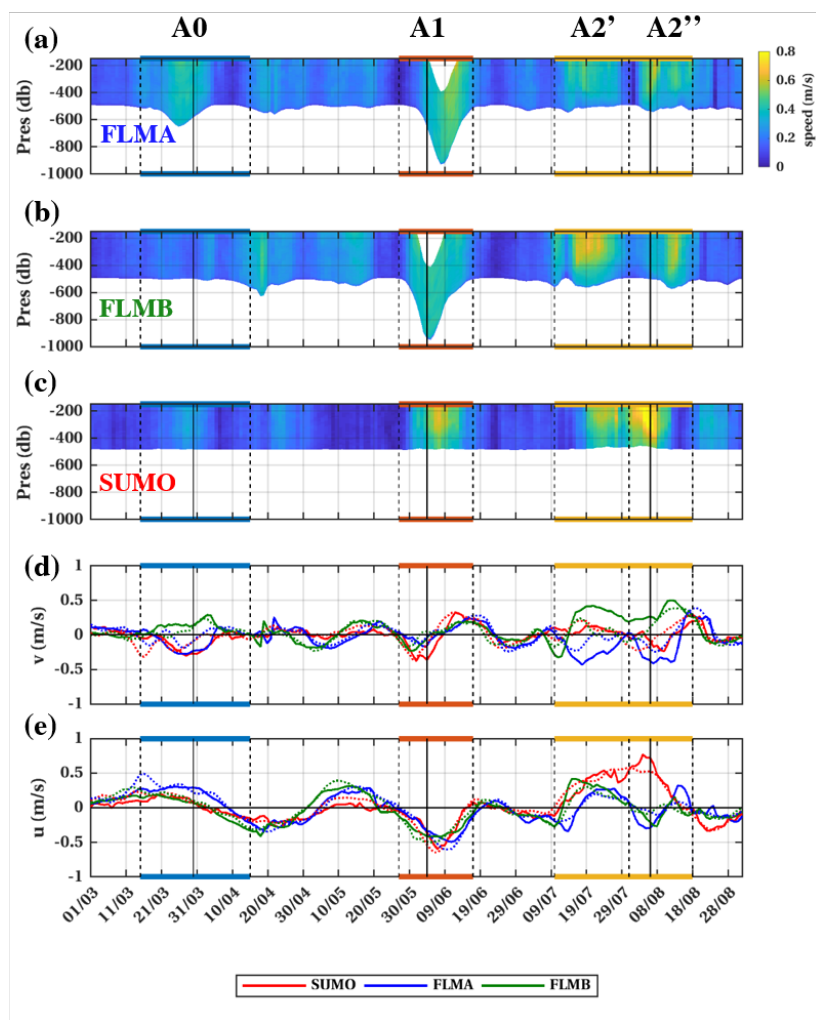 A0 A1 A2’ A2’’
(a)
-200
-400
-600
-800
-1000
Pres (db)
FLMA
0.8
0.6
0.4
0.2
0
speed (m/s)
(b)
-200
-400
-600
-800
-1000
Pres (db)
FLMB
(c)
-200
-400
-600
-800
-1000
Pres (db)
SUMO
(d)
1
0.5
0
-0.5
-1
v (m/s)
(e)
1
0.5
0
-0.5
-1
u (m/s)
01/03 11/03 21/03 31/03 10/04 20/04 30/04 10/05 20/05 30/05 09/06 19/06 29/06 09/07 19/07 29/07 08/08 18/08 28/08
SUMO FLMA FLMB